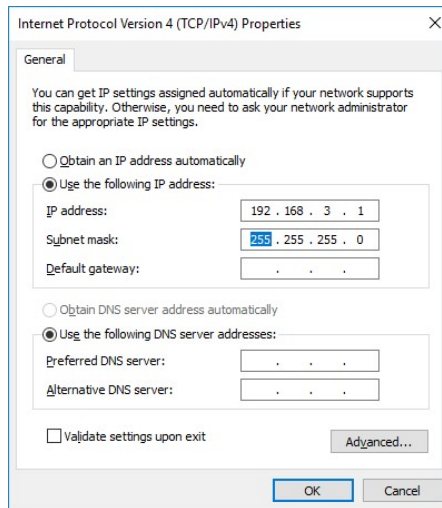 Internet Protocol Version 4 (TCP/IPv4) Properties
General
You can get IP settings assigned automatically if your network supports
this capability. Otherwise, you need to ask your network administrator
for the appropriate IP settings.
Obtain an IP address automatically
Use the following IP address:
IP address: 192 . 168 . 3 . 1
Subnet mask: 255 . 255 . 255 . 0
Default gateway: . . .
Obtain DNS server address automatically
Use the following DNS server addresses:
Preferred DNS server: . . .
Alternative DNS server: . . .
Validate settings upon exit
Advanced...
OK Cancel